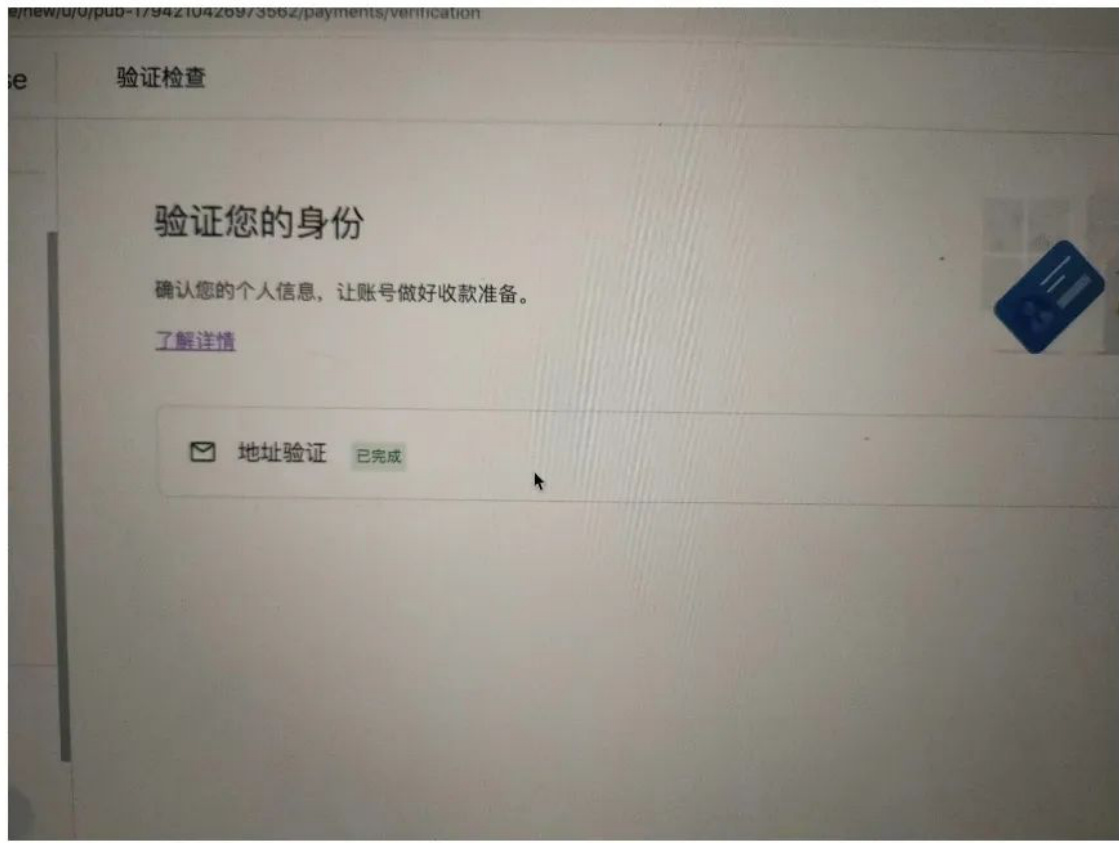 e/new/u/0/pub-1794210426973562/payments/verification
se
验证检查
验证您的身份
确认您的个人信息，让账号做好收款准备。
了解详情
地址验证 已完成